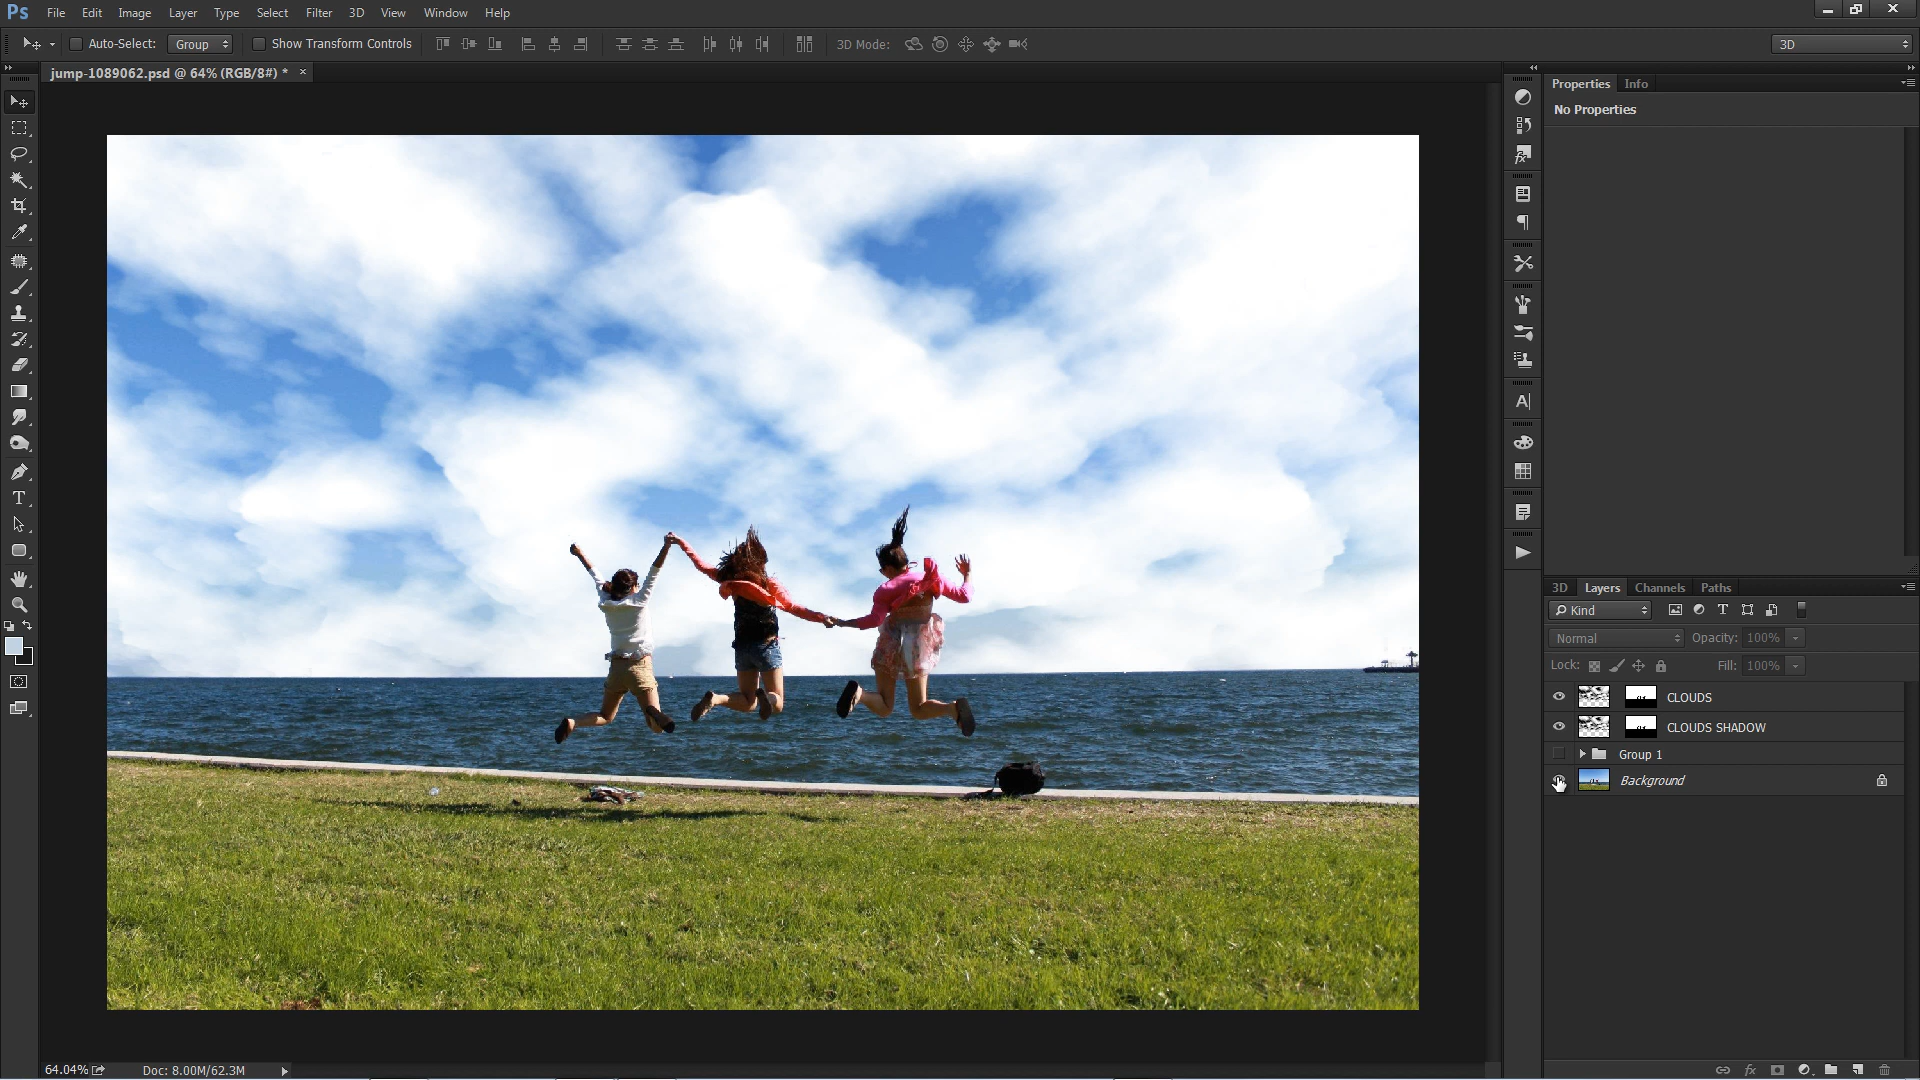 Ps File Edit Image Layer Type Select Filter 3D View Window Help
Auto-Select: Group Show Transform Controls 3D Mode: 3D
jump-1089062.psd @ 64% (RGB/8#) * ×
Properties Info
No Properties
3D Layers Channels Paths
Kind
Normal Opacity: 100%
Lock: Fill: 100%
CLOUDS
CLOUDS SHADOW
Group 1
Background
64.04% Doc: 8.00M/62.3M